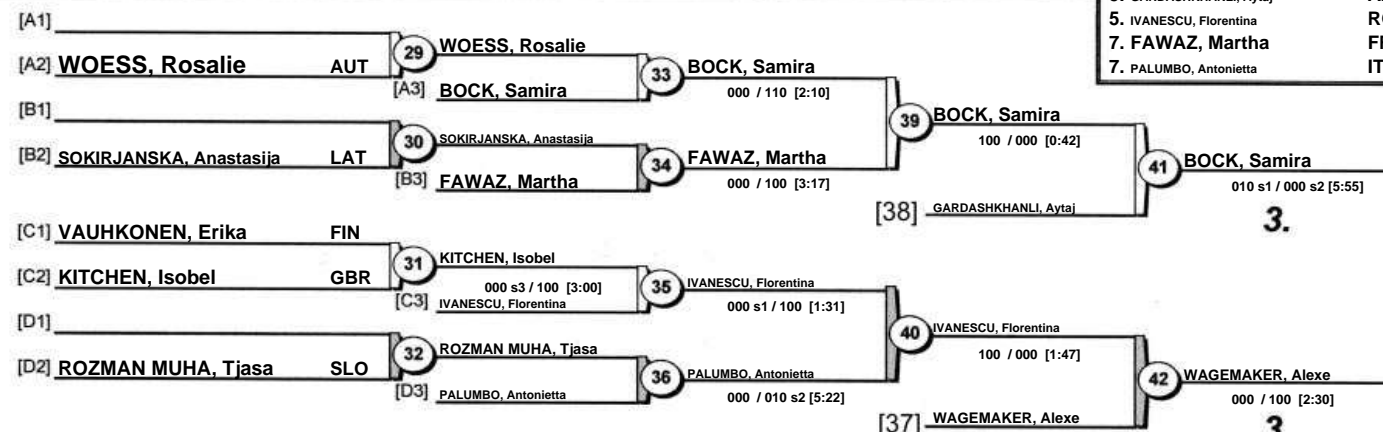 5. IVANESCU, Florentina
7. FAWAZ, Martha
7. PALUMBO, Antonietta IT
[A1]
[A2] WOESS, Rosalie AUT
29 WOESS, Rosalie
[A3] BOCK, Samira
33 BOCK, Samira
000 / 110 [2:10]
[B1]
[B2] SOKIRJANSKA, Anastasija LAT
30 SOKIRJANSKA, Anastasija
[B3] FAWAZ, Martha
34 FAWAZ, Martha
000 / 100 [3:17]
39 BOCK, Samira
100 / 000 [0:42]
[38] GARDASHKHANLI, Aytaj
41 BOCK, Samira
010 s1 / 000 s2 [5:55]
3.
[C1] VAUHKONEN, Erika FIN
[C2] KITCHEN, Isobel GBR
31 KITCHEN, Isobel
000 s3 / 100 [3:00]
[C3] IVANESCU, Florentina
35 IVANESCU, Florentina
000 s1 / 100 [1:31]
[D1]
[D2] ROZMAN MUHA, Tjasa SLO
32 ROZMAN MUHA, Tjasa
[D3] PALUMBO, Antonietta
36 PALUMBO, Antonietta
000 / 010 s2 [5:22]
40 IVANESCU, Florentina
100 / 000 [1:47]
[37] WAGEMAKER, Alexe
42 WAGEMAKER, Alexe
000 / 100 [2:30]
3